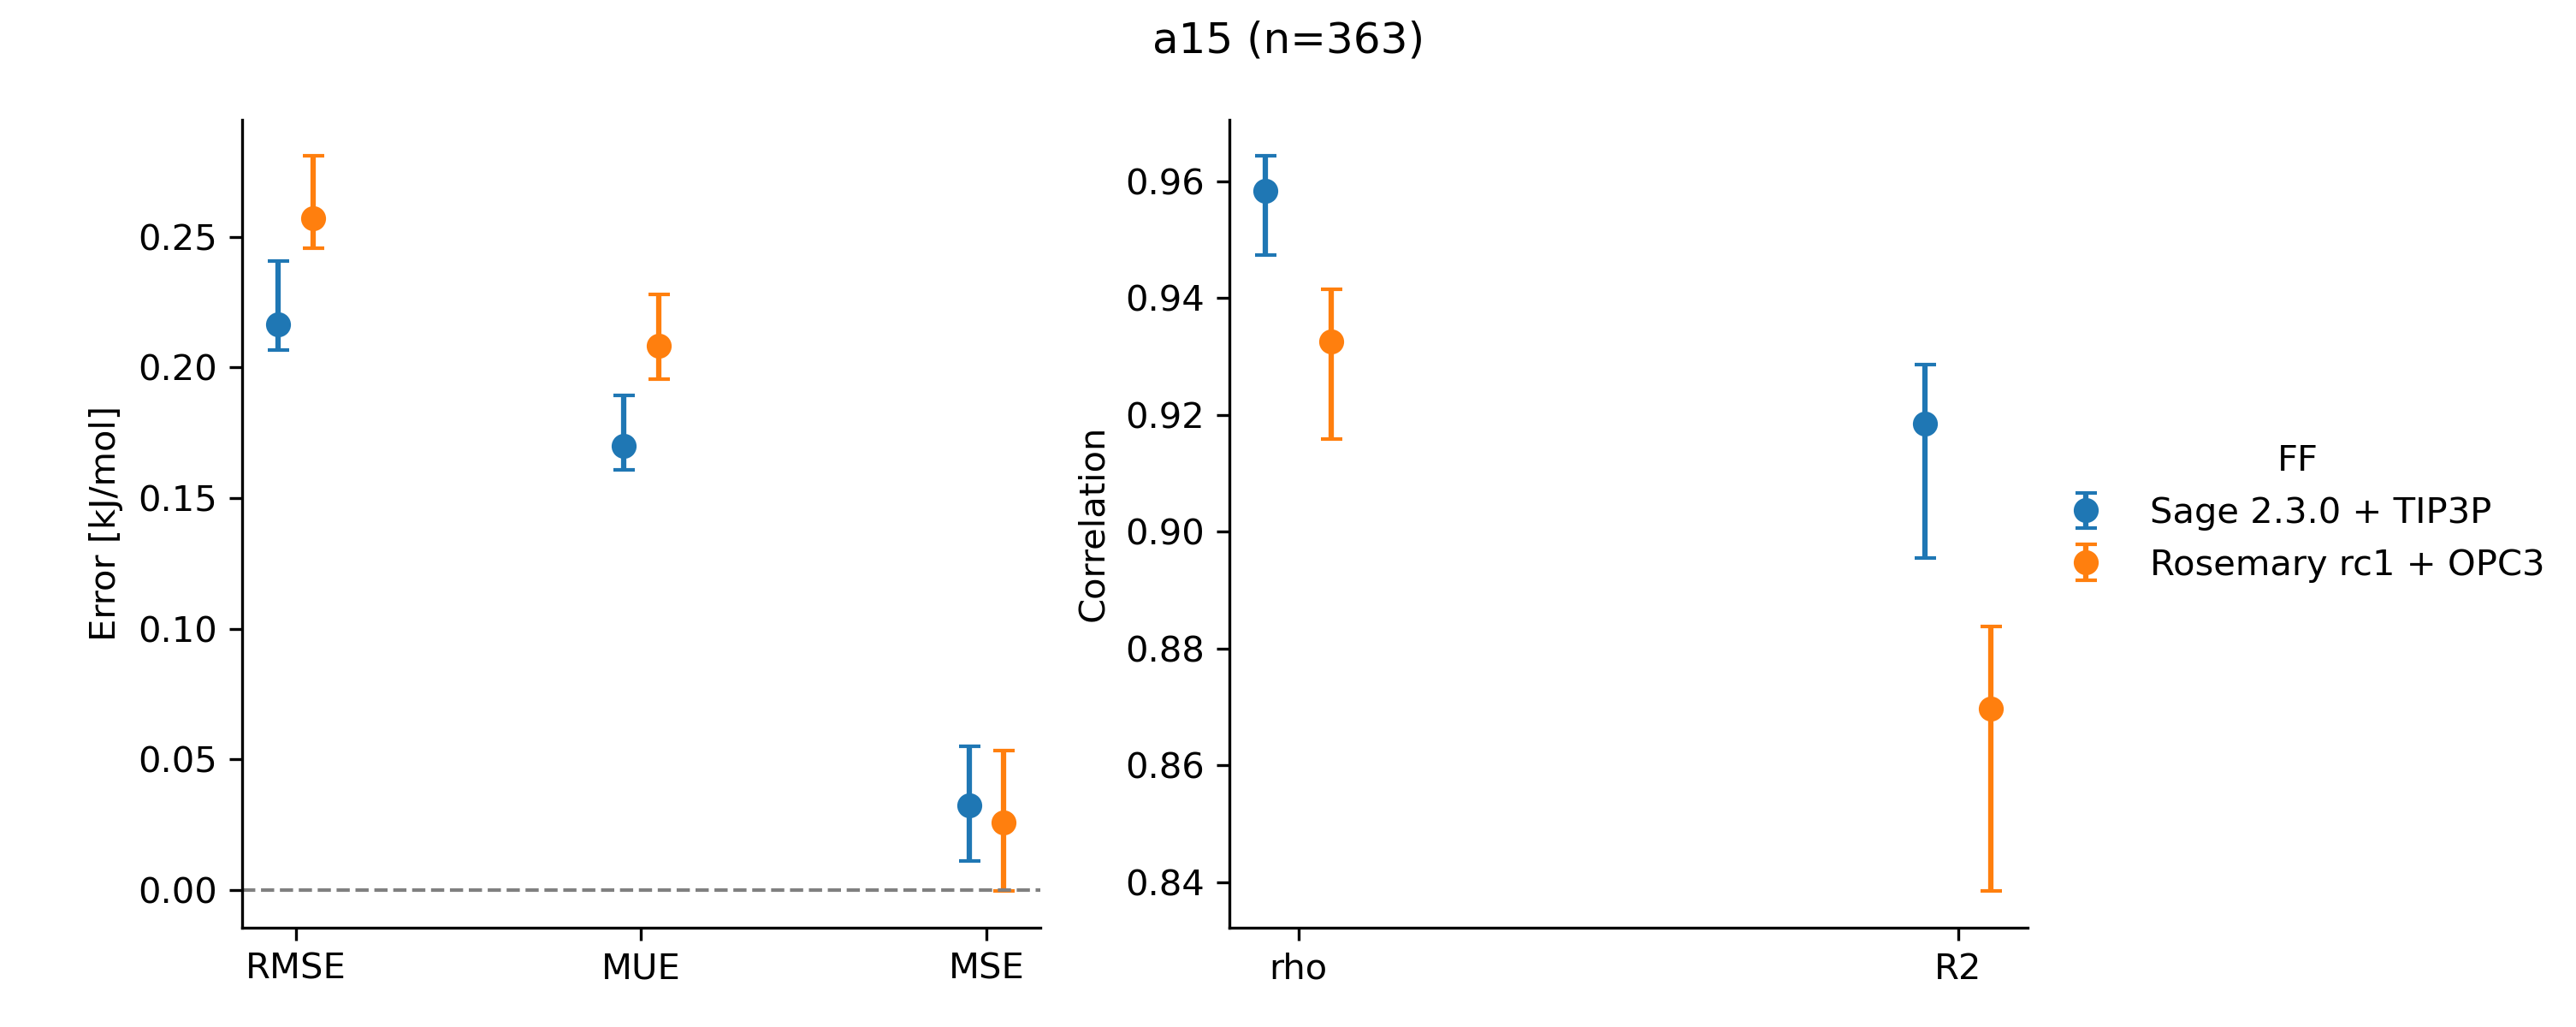 a15 (n=363)
Error [kJ/mol]
0.25
0.20
0.15
0.10
0.05
0.00
RMSE
MUE
MSE
Correlation
0.96
0.94
0.92
0.90
0.88
0.86
0.84
rho
R2
FF
Sage 2.3.0 + TIP3P
Rosemary rc1 + OPC3